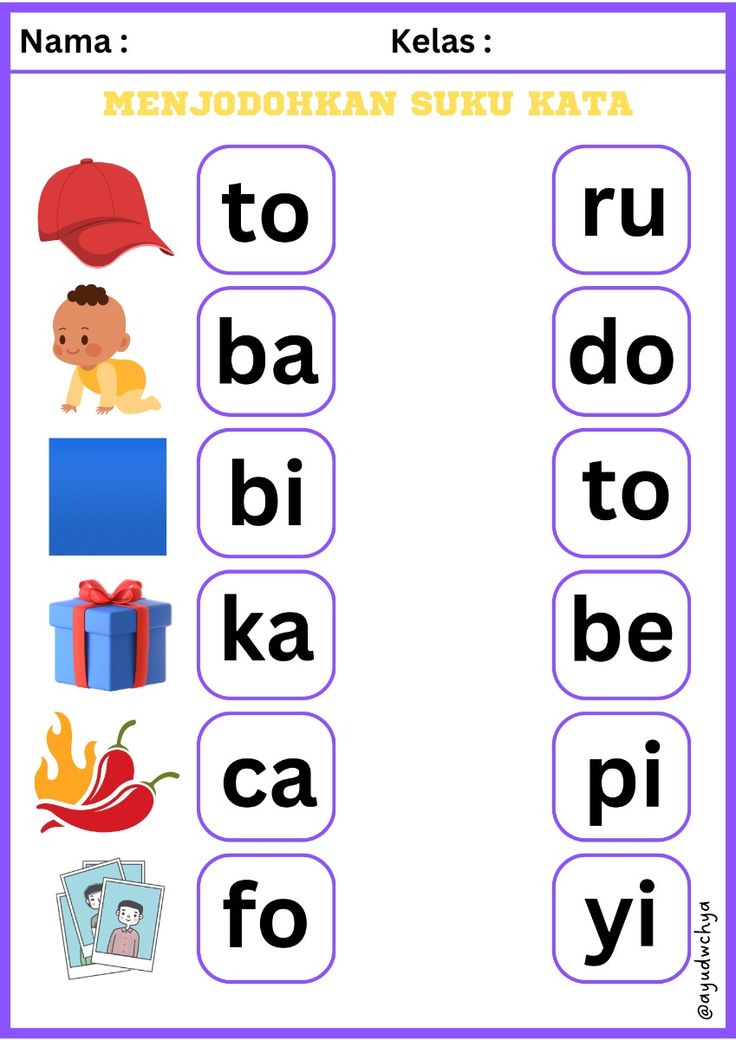 Nama : Kelas :
MENJODOHKAN SUKU KATA
to ru
ba do
bi to
ka be
ca pi
fo yi
@ayudwchya